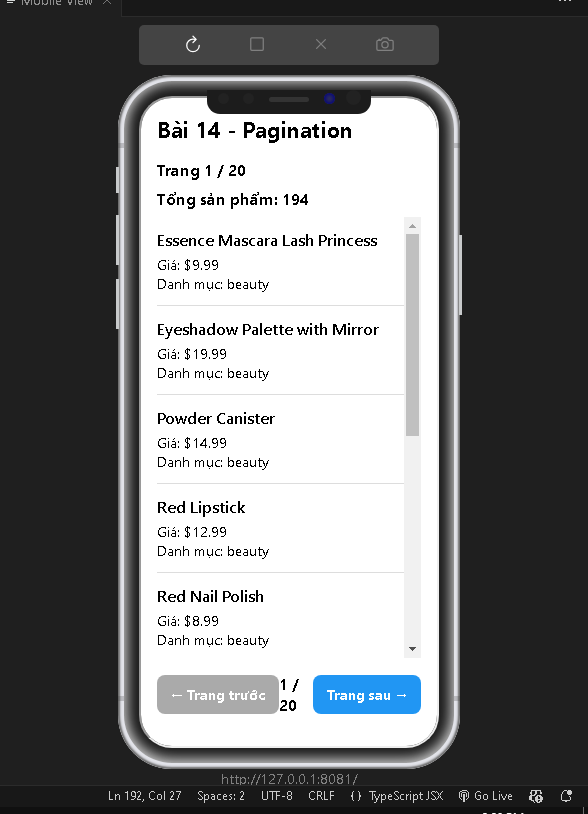 Mobile View
Bài 14 - Pagination
Trang 1 / 20
Tổng sản phẩm: 194
Essence Mascara Lash Princess
Giá: $9.99
Danh mục: beauty
Eyeshadow Palette with Mirror
Giá: $19.99
Danh mục: beauty
Powder Canister
Giá: $14.99
Danh mục: beauty
Red Lipstick
Giá: $12.99
Danh mục: beauty
Red Nail Polish
Giá: $8.99
Danh mục: beauty
← Trang trước
1 /
20
Trang sau →
http://127.0.0.1:8081/
Ln 192, Col 27 Spaces: 2 UTF-8 CRLF {} TypeScript JSX Go Live